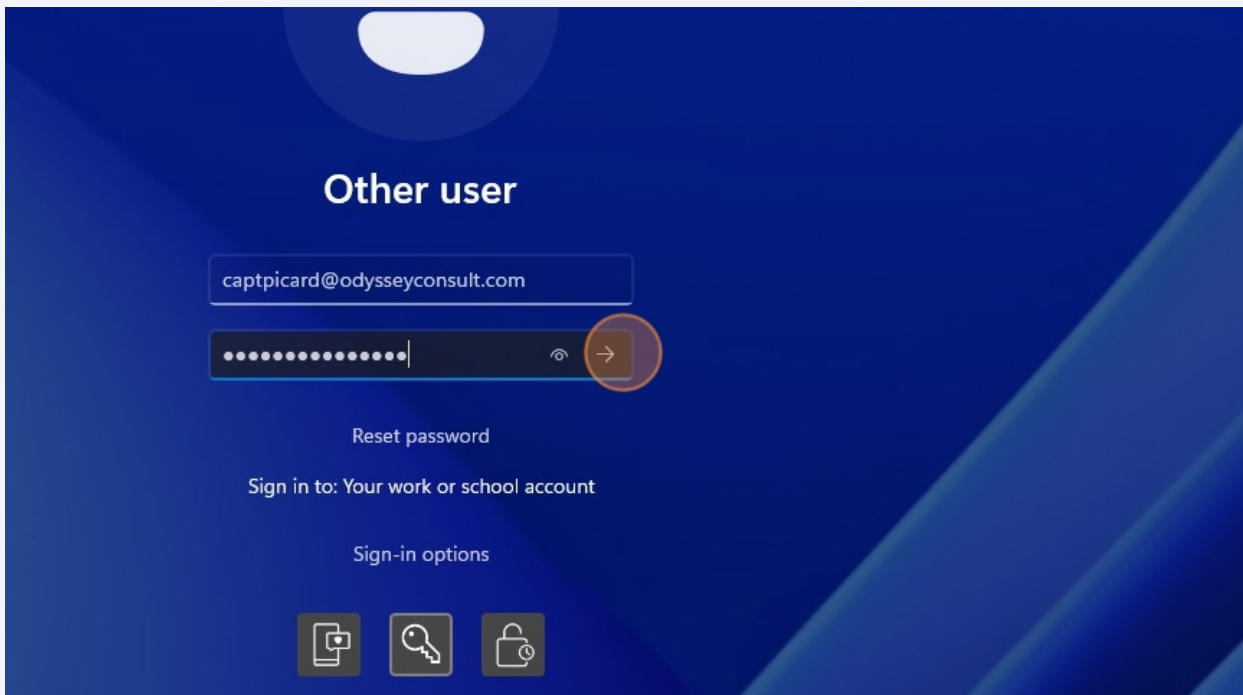 Other user
captpicard@odysseyconsult.com
•••••••••••••••
Reset password
Sign in to: Your work or school account
Sign-in options